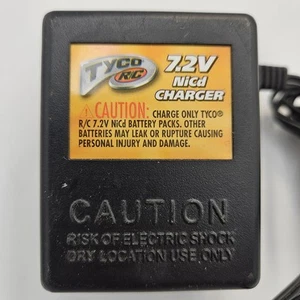 TYCO R/C
7.2V
NiCd
CHARGER
⚠CAUTION: CHARGE ONLY TYCO®
R/C 7.2V NiCd BATTERY PACKS. OTHER
BATTERIES MAY LEAK OR RUPTURE CAUSING
PERSONAL INJURY AND DAMAGE.
CAUTION
RISK OF ELECTRIC SHOCK
DRY LOCATION USE ONLY